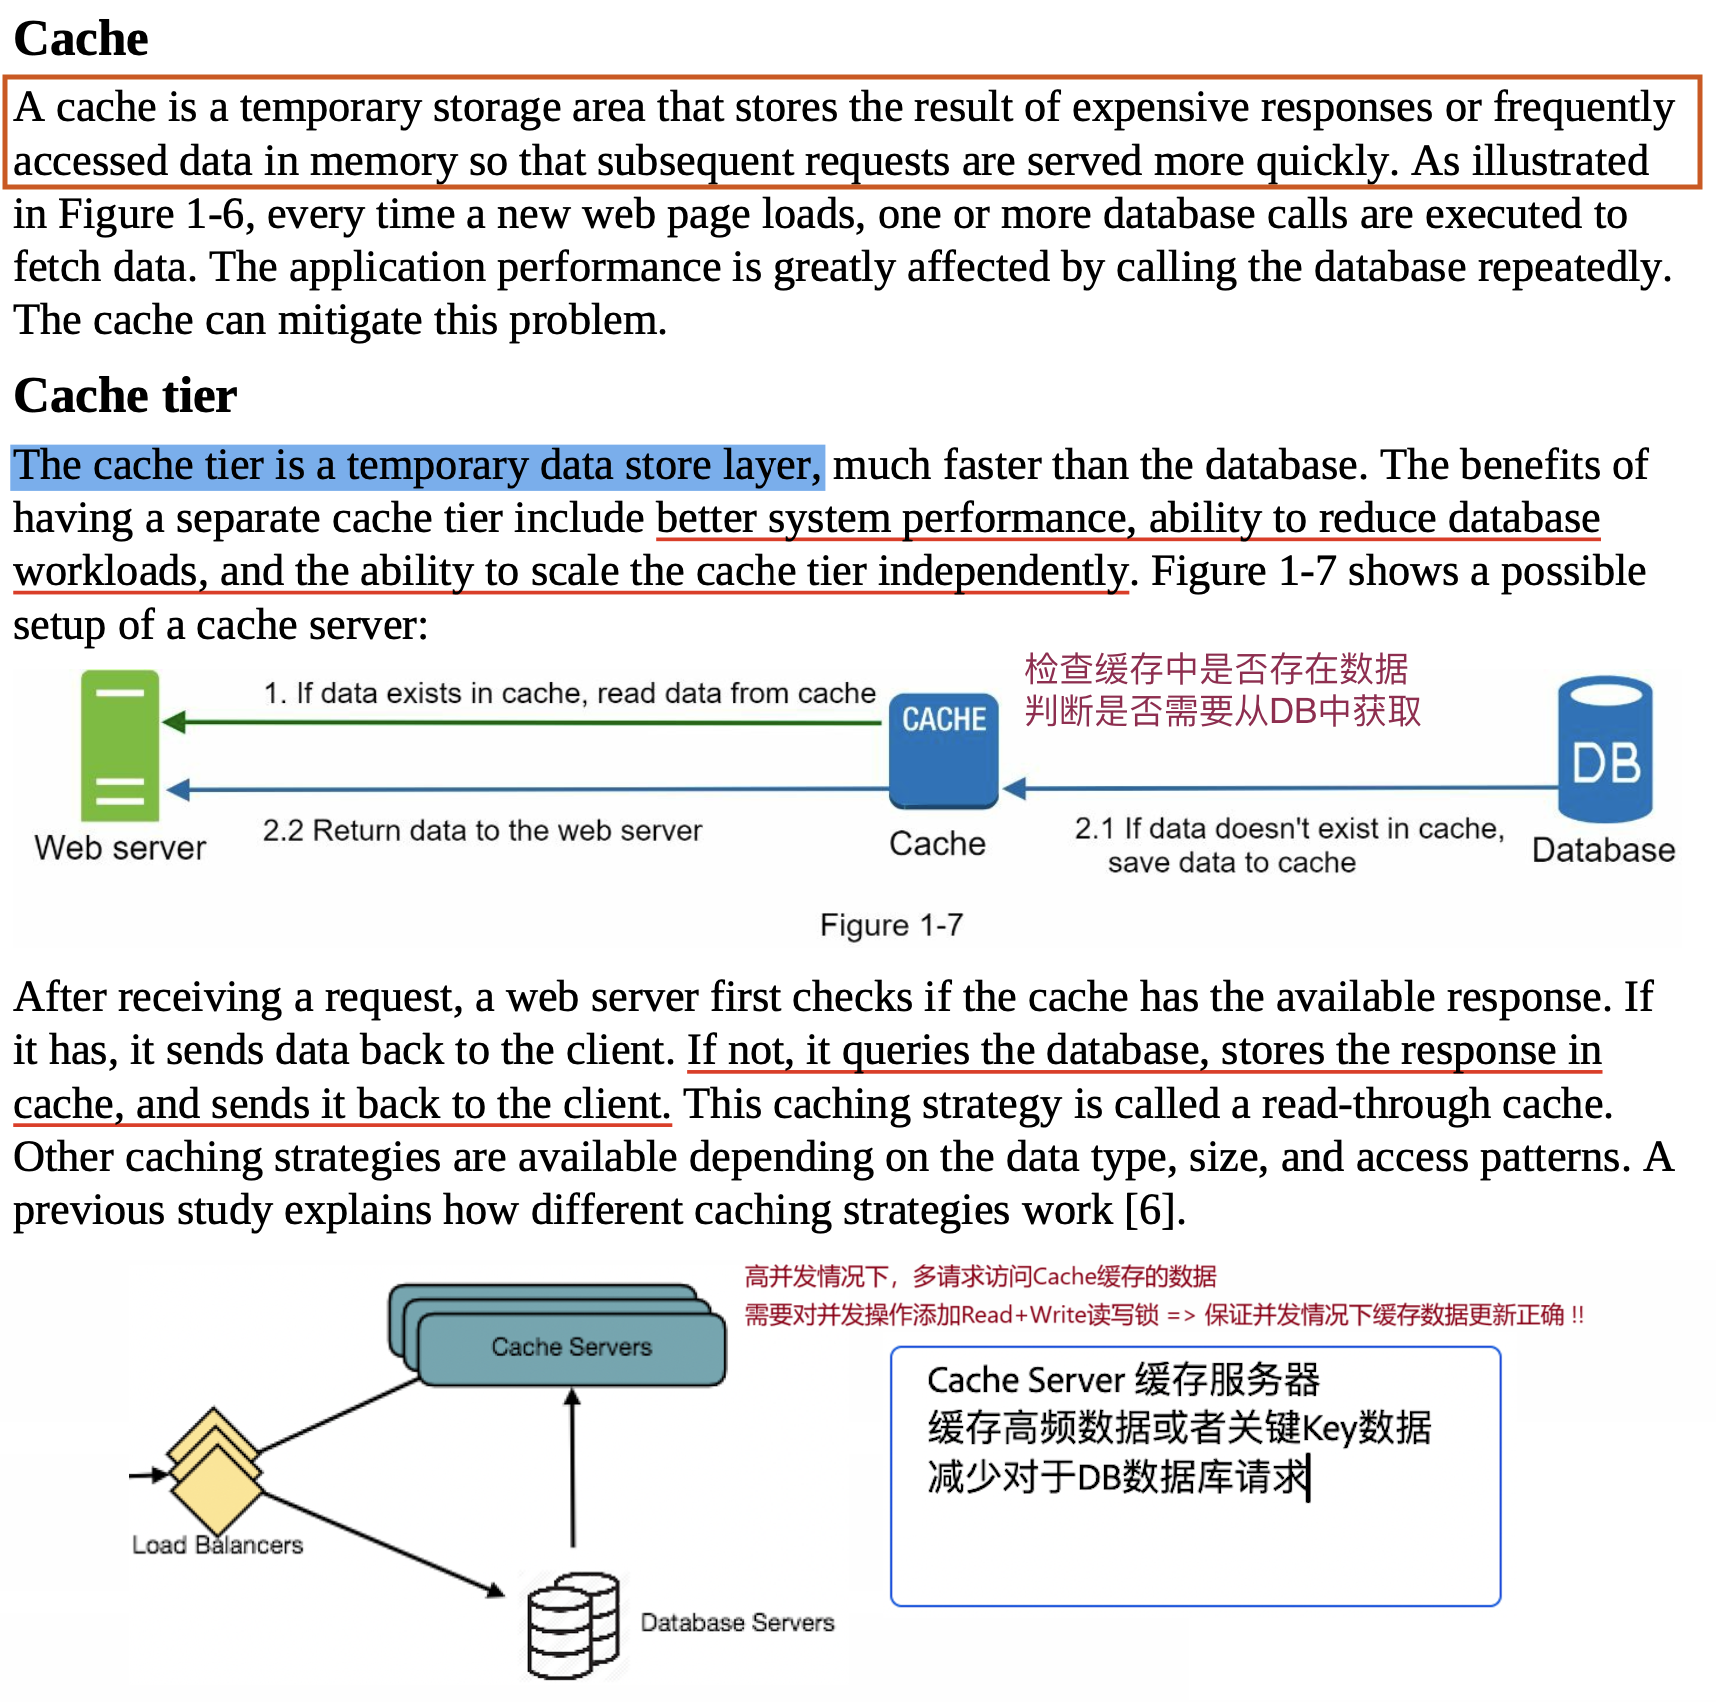 Cache
A cache is a temporary storage area that stores the result of expensive responses or frequently
accessed data in memory so that subsequent requests are served more quickly. As illustrated
in Figure 1-6, every time a new web page loads, one or more database calls are executed to
fetch data. The application performance is greatly affected by calling the database repeatedly.
The cache can mitigate this problem.
Cache tier
The cache tier is a temporary data store layer, much faster than the database. The benefits of
having a separate cache tier include better system performance, ability to reduce database
workloads, and the ability to scale the cache tier independently. Figure 1-7 shows a possible
setup of a cache server:
检查缓存中是否存在数据
判断是否需要从DB中获取
1. If data exists in cache, read data from cache
CACHE
DB
2.2 Return data to the web server
2.1 If data doesn't exist in cache,
save data to cache
Web server
Cache
Database
Figure 1-7
After receiving a request, a web server first checks if the cache has the available response. If
it has, it sends data back to the client. If not, it queries the database, stores the response in
cache, and sends it back to the client. This caching strategy is called a read-through cache.
Other caching strategies are available depending on the data type, size, and access patterns. A
previous study explains how different caching strategies work [6].
高并发情况下，多请求访问Cache缓存的数据
需要对并发操作添加Read+Write读写锁 => 保证并发情况下缓存数据更新正确 !!
Cache Servers
Cache Server 缓存服务器
缓存高频数据或者关键Key数据
减少对于DB数据库请求
Load Balancers
Database Servers